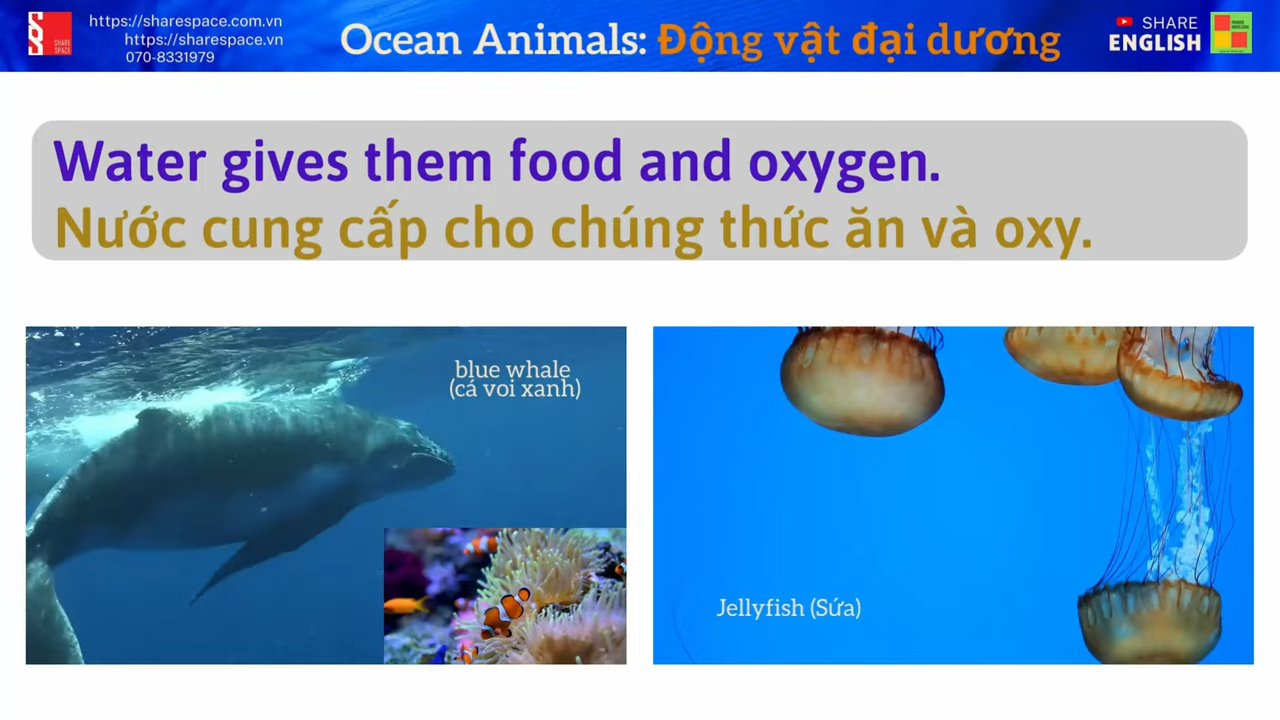 SHARE
SPACE
https://sharespace.com.vn
https://sharespace.vn
070-8331979
Ocean Animals: Động vật đại dương
SHARE
ENGLISH
Water gives them food and oxygen.
Nước cung cấp cho chúng thức ăn và oxy.
blue whale
(cá voi xanh)
Jellyfish (Sứa)